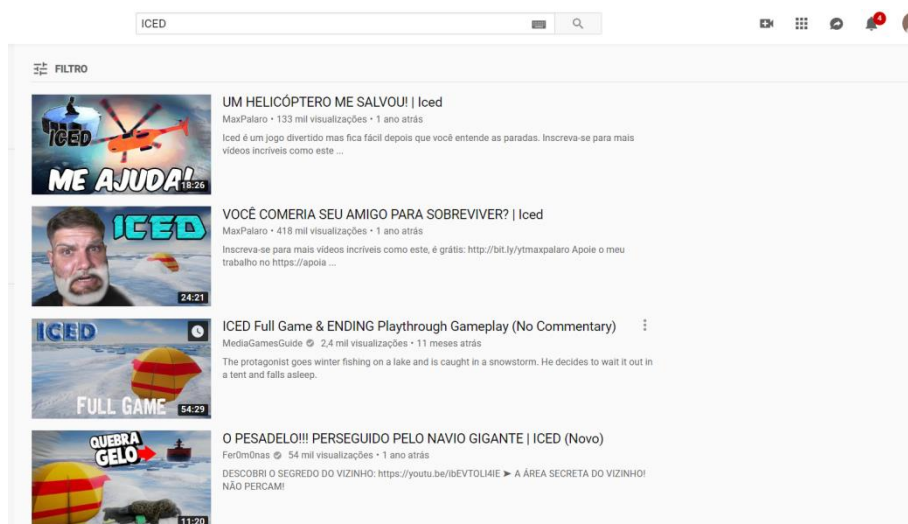 ICED
4
FILTRO
ICED
ME AJUDA!
18:26
UM HELICÓPTERO ME SALVOU! | Iced
MaxPalaro • 133 mil visualizações • 1 ano atrás
Iced é um jogo divertido mas fica fácil depois que você entende as paradas. Inscreva-se para mais
vídeos incríveis como este ...
ICED
24:21
VOCÊ COMERIA SEU AMIGO PARA SOBREVIVER? | Iced
MaxPalaro • 418 mil visualizações • 1 ano atrás
Inscreva-se para mais vídeos incríveis como este, é grátis: http://bit.ly/ytmaxpalaro Apoie o meu
trabalho no https://apoia ...
ICED
FULL GAME
54:29
ICED Full Game & ENDING Playthrough Gameplay (No Commentary)
MediaGamesGuide 2,4 mil visualizações • 11 meses atrás
The protagonist goes winter fishing on a lake and is caught in a snowstorm. He decides to wait it out in
a tent and falls asleep.
QUEBRA
GELO
11:20
O PESADELO!!! PERSEGUIDO PELO NAVIO GIGANTE | ICED (Novo)
Fer0m0nas 54 mil visualizações • 1 ano atrás
DESCOBRI O SEGREDO DO VIZINHO: https://youtu.be/ibEVTOLI4IE ➤ A ÁREA SECRETA DO VIZINHO!
NÃO PERCAM!